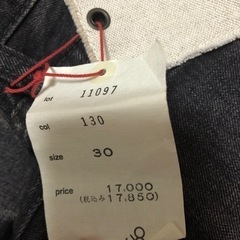 lot 11097
col 130
size 30
price 17,000
(税込み17,850)